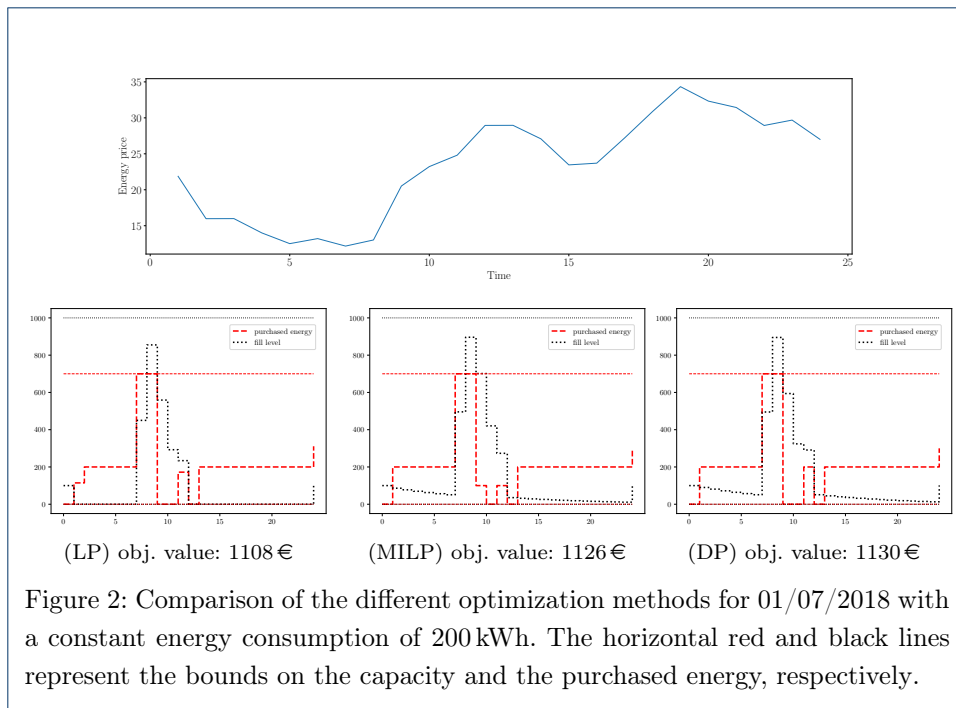 35
30
25
20
15
Energy price
0 5 10 15 20 25
Time
1000
800
600
400
200
0
purchased energy
fill level
0 5 10 15 20
1000
800
600
400
200
0
purchased energy
fill level
0 5 10 15 20
1000
800
600
400
200
0
purchased energy
fill level
0 5 10 15 20
(LP) obj. value: 1108 €
(MILP) obj. value: 1126 €
(DP) obj. value: 1130 €
Figure 2: Comparison of the different optimization methods for 01/07/2018 with
a constant energy consumption of 200 kWh. The horizontal red and black lines
represent the bounds on the capacity and the purchased energy, respectively.